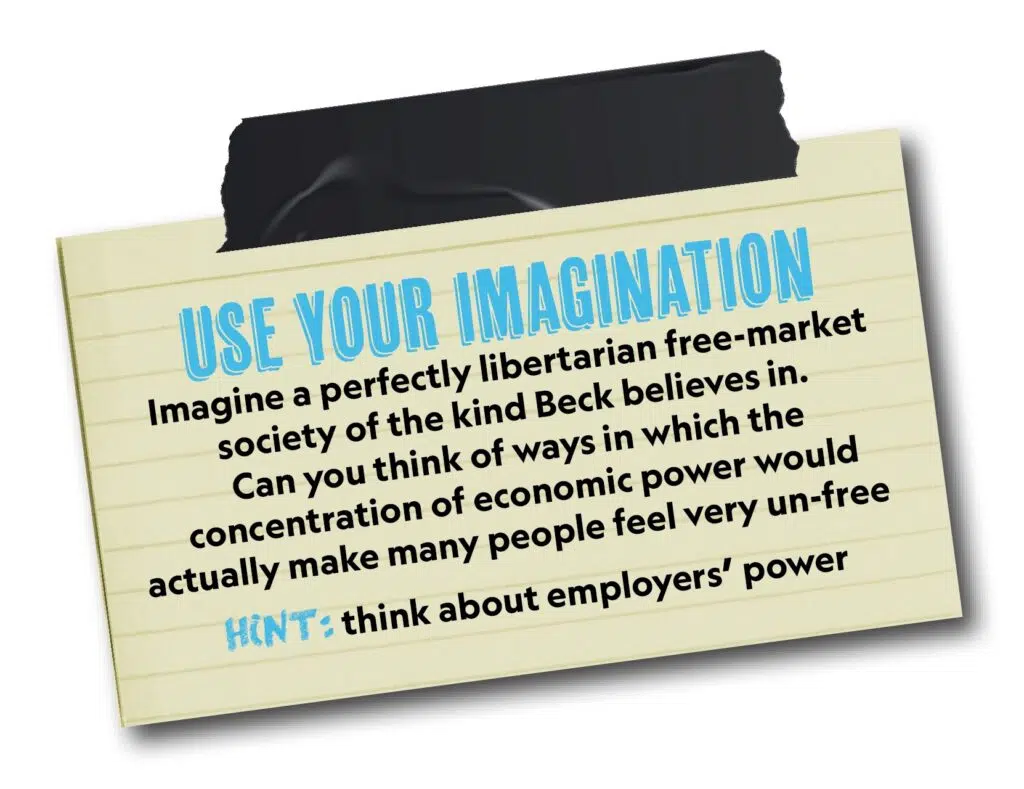 USE YOUR IMAGINATION
Imagine a perfectly libertarian free-market
society of the kind Beck believes in.
Can you think of ways in which the
concentration of economic power would
actually make many people feel very un-free
HiNT: think about employers’ power